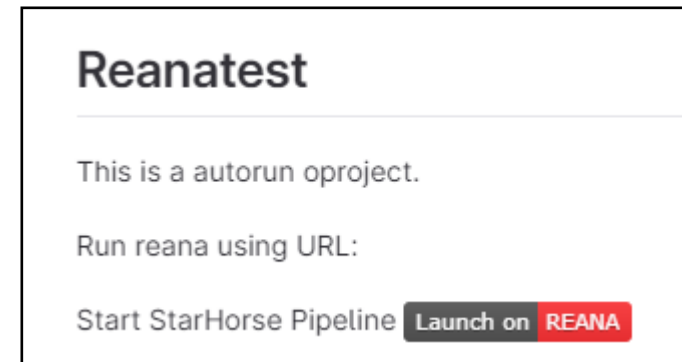 Reanatest
This is a autorun oproject.
Run reana using URL:
Start StarHorse Pipeline Launch on REANA